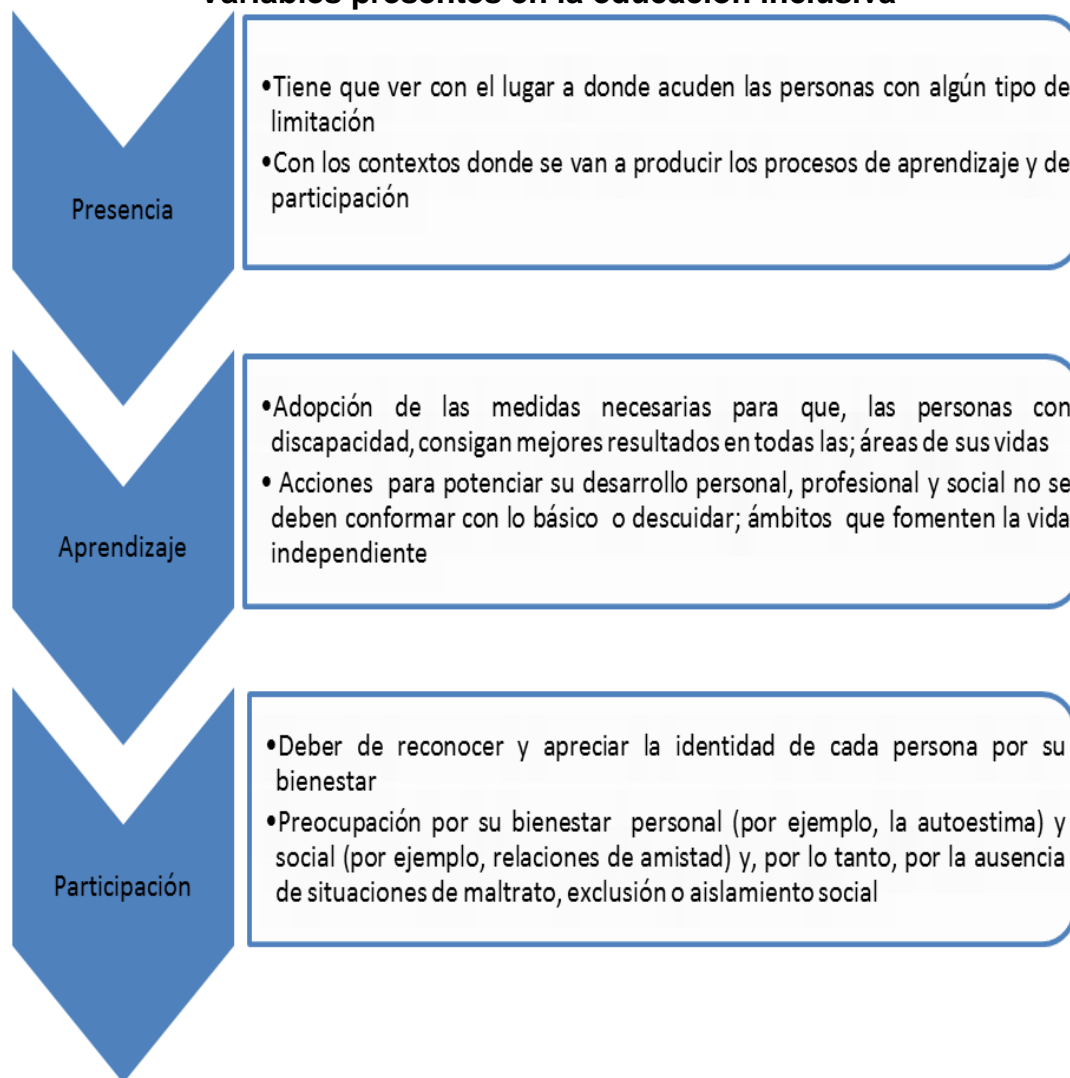 Variables presentes en la educación inclusiva
•Tiene que ver con el lugar a donde acuden las personas con algún tipo de
limitación
•Con los contextos donde se van a producir los procesos de aprendizaje y de
participación
Presencia
•Adopción de las medidas necesarias para que, las personas con
discapacidad, consigan mejores resultados en todas las; áreas de sus vidas
• Acciones para potenciar su desarrollo personal, profesional y social no se
deben conformar con lo básico o descuidar; ámbitos que fomenten la vida
independiente
Aprendizaje
•Deber de reconocer y apreciar la identidad de cada persona por su
bienestar
•Preocupación por su bienestar personal (por ejemplo, la autoestima) y
social (por ejemplo, relaciones de amistad) y, por lo tanto, por la ausencia
de situaciones de maltrato, exclusión o aislamiento social
Participación